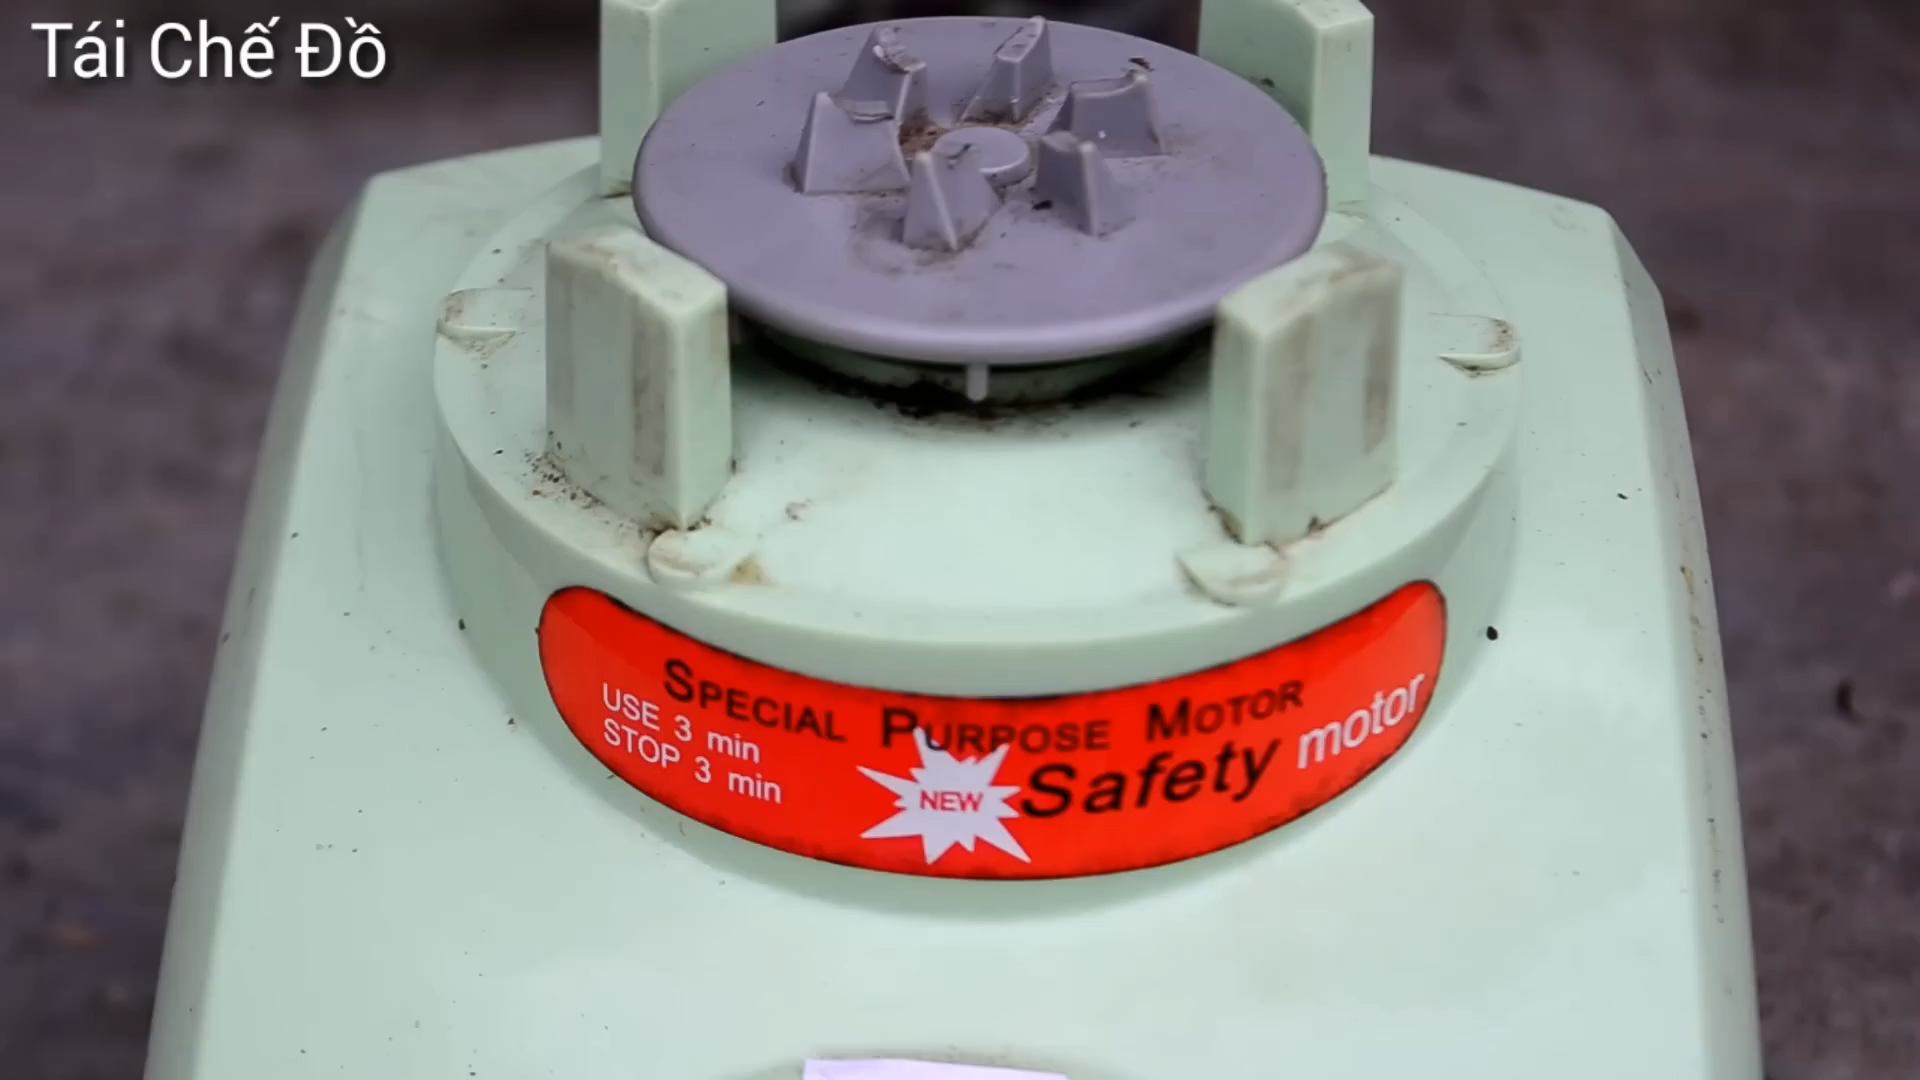 Tái Chế Đồ
SPECIAL PURPOSE MOTOR
USE 3 min
STOP 3 min
NEW
Safety motor